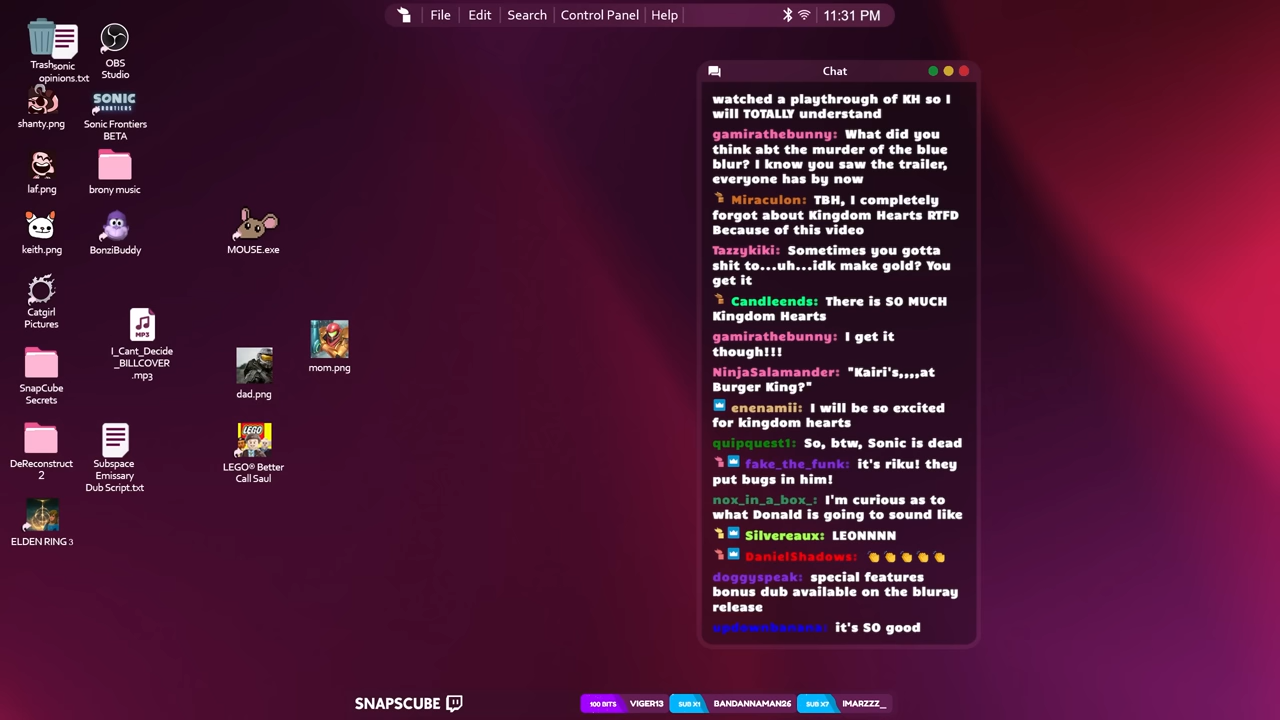 File Edit Search Control Panel Help 11:31 PM
Trash
sonic
opinions.txt
OBS
Studio
shanty.png
SONIC
FRONTIERS
Sonic Frontiers
BETA
laf.png
brony music
keith.png
BonziBuddy
MOUSE.exe
Catgirl
Pictures
MP3
I_Cant_Decide
_BILLCOVER
.mp3
mom.png
dad.png
SnapCube
Secrets
DeReconstruct
2
Subspace
Emissary
Dub Script.txt
LEGO
LEGO® Better
Call Saul
ELDEN RING 3
Chat
watched a playthrough of KH so I
will TOTALLY understand
gamirathebunny: What did you
think abt the murder of the blue
blur? I know you saw the trailer,
everyone has by now
Miraculon: TBH, I completely
forgot about Kingdom Hearts RTFD
Because of this video
Tazzykiki: Sometimes you gotta
shit to...uh...idk make gold? You
get it
Candleends: There is SO MUCH
Kingdom Hearts
gamirathebunny: I get it
though!!!
NinjaSalamander: "Kairi's,,,,at
Burger King?"
enenamii: I will be so excited
for kingdom hearts
quipquest1: So, btw, Sonic is dead
fake_the_funk: it's riku! they
put bugs in him!
nox_in_a_box_: I'm curious as to
what Donald is going to sound like
Silvereaux: LEONNNN
DanielShadows: 👏 👏 👏 👏 👏
doggyspeak: special features
bonus dub available on the bluray
release
updownbanana: it's SO good
SNAPSCUBE
100 BITS VIGER13 SUB X1 BANDANNAMAN26 SUB X7 IMARZZZ_